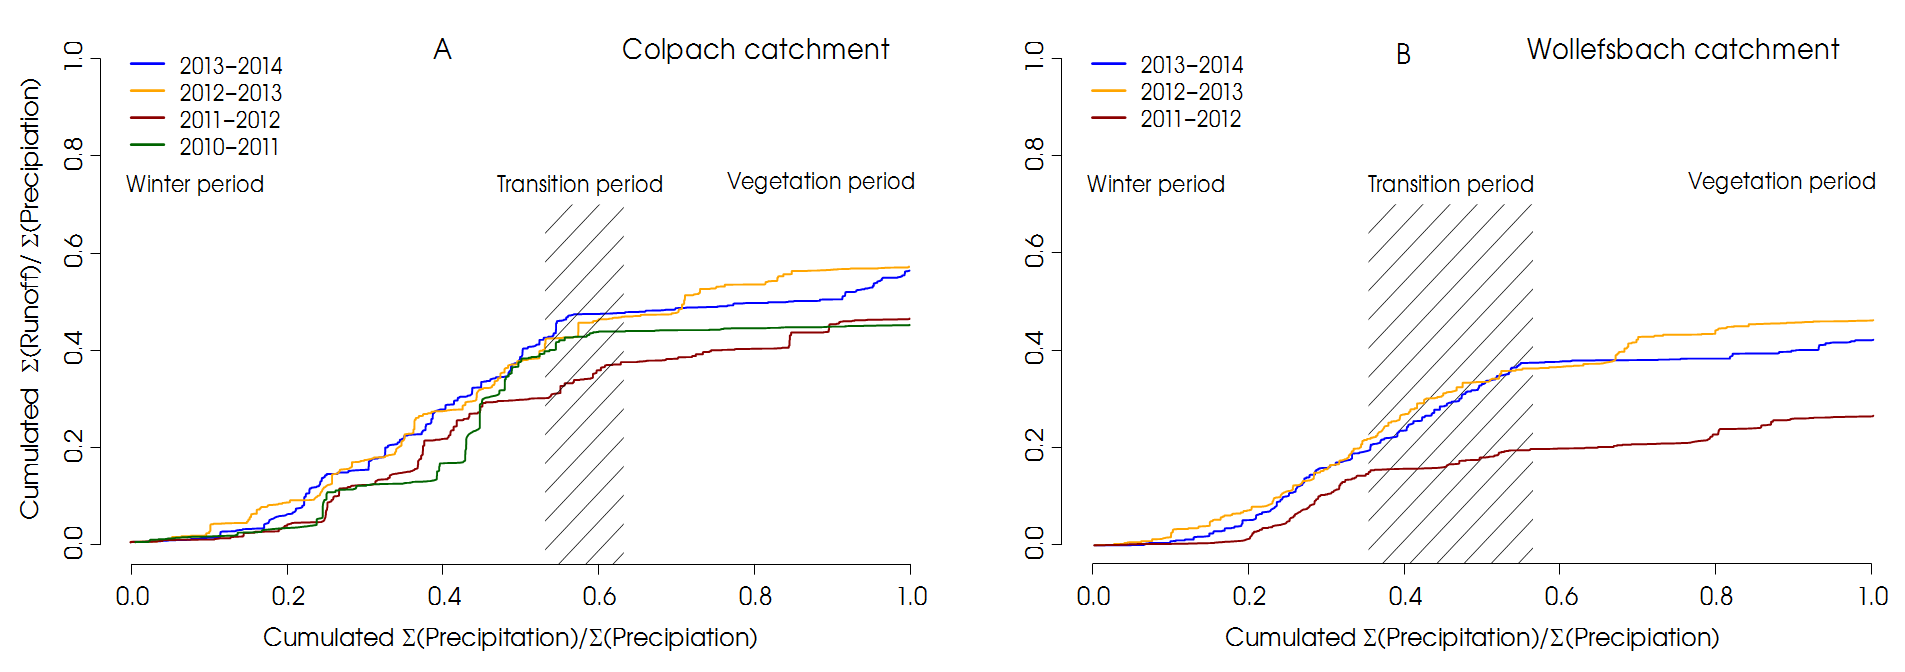 A
Colpach catchment
2013–2014
2012–2013
2011–2012
2010–2011
Winter period
Transition period
Vegetation period
Cumulated Σ(Runoff)/ Σ(Precipiation)
0.0
0.2
0.4
0.6
0.8
1.0
0.0
0.2
0.4
0.6
0.8
1.0
Cumulated Σ(Precipitation)/Σ(Precipiation)
B
Wollefsbach catchment
2013–2014
2012–2013
2011–2012
Winter period
Transition period
Vegetation period
0.0
0.2
0.4
0.6
0.8
1.0
0.0
0.2
0.4
0.6
0.8
1.0
Cumulated Σ(Precipitation)/Σ(Precipiation)